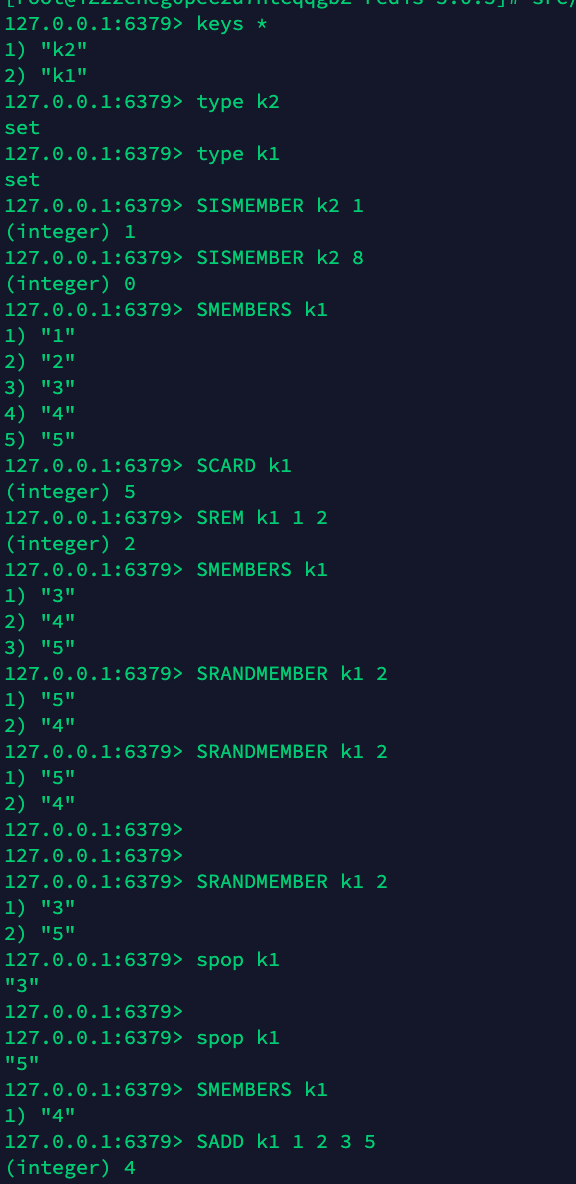 127.0.0.1:6379> keys *
1) "k2"
2) "k1"
127.0.0.1:6379> type k2
set
127.0.0.1:6379> type k1
set
127.0.0.1:6379> SISMEMBER k2 1
(integer) 1
127.0.0.1:6379> SISMEMBER k2 8
(integer) 0
127.0.0.1:6379> SMEMBERS k1
1) "1"
2) "2"
3) "3"
4) "4"
5) "5"
127.0.0.1:6379> SCARD k1
(integer) 5
127.0.0.1:6379> SREM k1 1 2
(integer) 2
127.0.0.1:6379> SMEMBERS k1
1) "3"
2) "4"
3) "5"
127.0.0.1:6379> SRANDMEMBER k1 2
1) "5"
2) "4"
127.0.0.1:6379> SRANDMEMBER k1 2
1) "5"
2) "4"
127.0.0.1:6379>
127.0.0.1:6379>
127.0.0.1:6379> SRANDMEMBER k1 2
1) "3"
2) "5"
127.0.0.1:6379> spop k1
"3"
127.0.0.1:6379>
127.0.0.1:6379> spop k1
"5"
127.0.0.1:6379> SMEMBERS k1
1) "4"
127.0.0.1:6379> SADD k1 1 2 3 5
(integer) 4